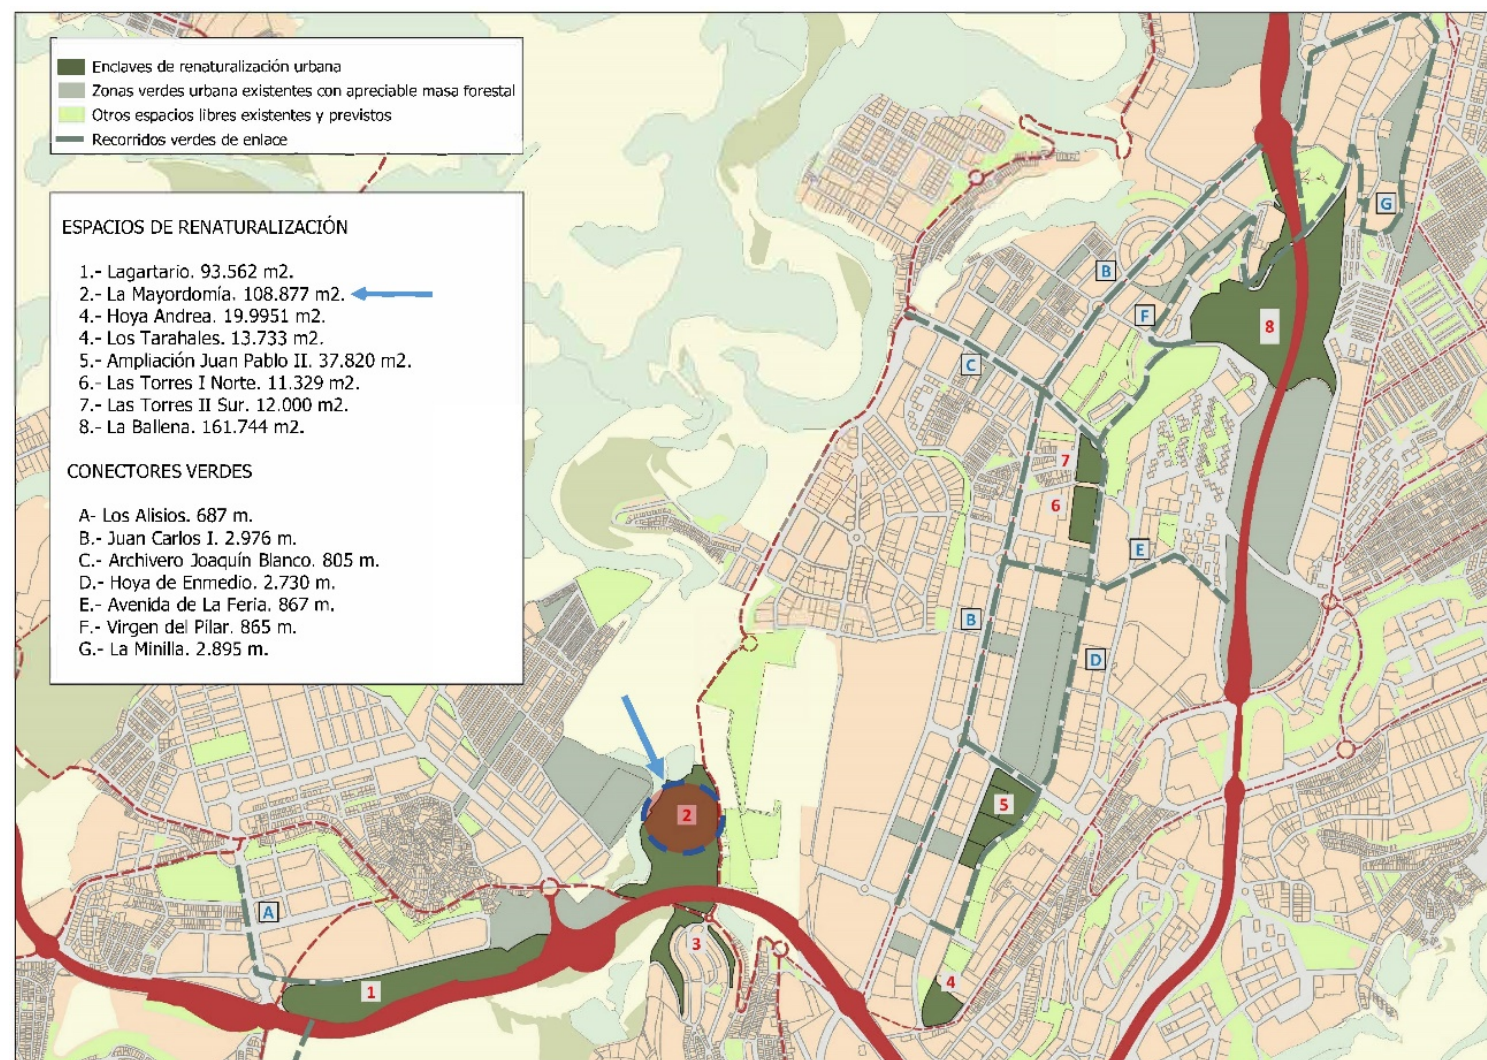 Enclaves de renaturalización urbana
Zonas verdes urbana existentes con apreciable masa forestal
Otros espacios libres existentes y previstos
Recorridos verdes de enlace
ESPACIOS DE RENATURALIZACIÓN
1.- Lagartario. 93.562 m2.
2.- La Mayordomía. 108.877 m2.
4.- Hoya Andrea. 19.9951 m2.
4.- Los Tarahales. 13.733 m2.
5.- Ampliación Juan Pablo II. 37.820 m2.
6.- Las Torres I Norte. 11.329 m2.
7.- Las Torres II Sur. 12.000 m2.
8.- La Ballena. 161.744 m2.
CONECTORES VERDES
A- Los Alisios. 687 m.
B.- Juan Carlos I. 2.976 m.
C.- Archivero Joaquín Blanco. 805 m.
D.- Hoya de Enmedio. 2.730 m.
E.- Avenida de La Feria. 867 m.
F.- Virgen del Pilar. 865 m.
G.- La Minilla. 2.895 m.
G
B
F
8
C
7
6
E
B
D
5
2
A
3
4
1